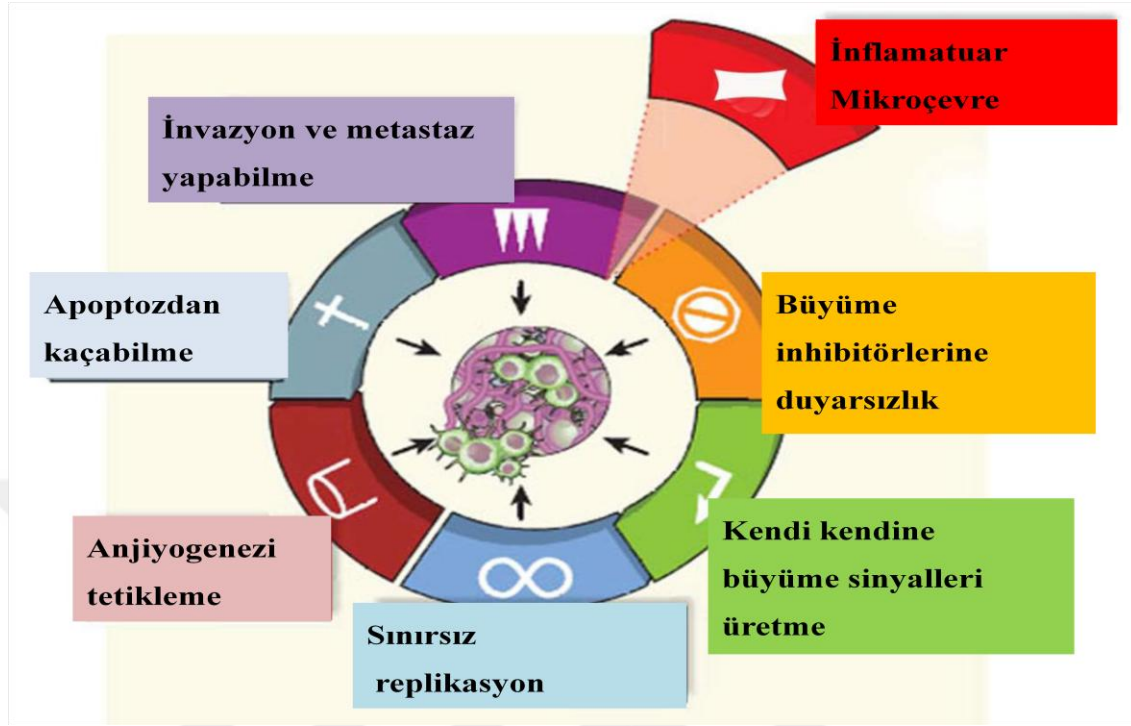 İnflamatuar
Mikroçevre
İnvazyon ve metastaz
yapabilme
Apoptozdan
kaçabilme
Büyüme
inhibitörlerine
duyarsızlık
Anjiyogenezi
tetikleme
Kendi kendine
büyüme sinyalleri
üretme
Sınırsız
replikasyon